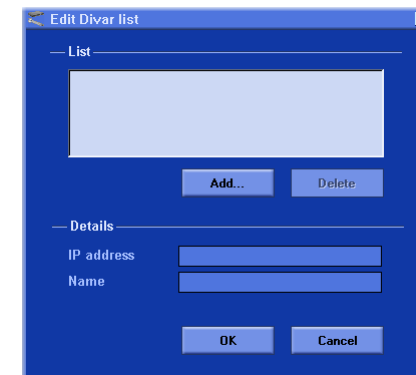 Edit Divar list
List
Add... Delete
Details
IP address
Name
OK Cancel